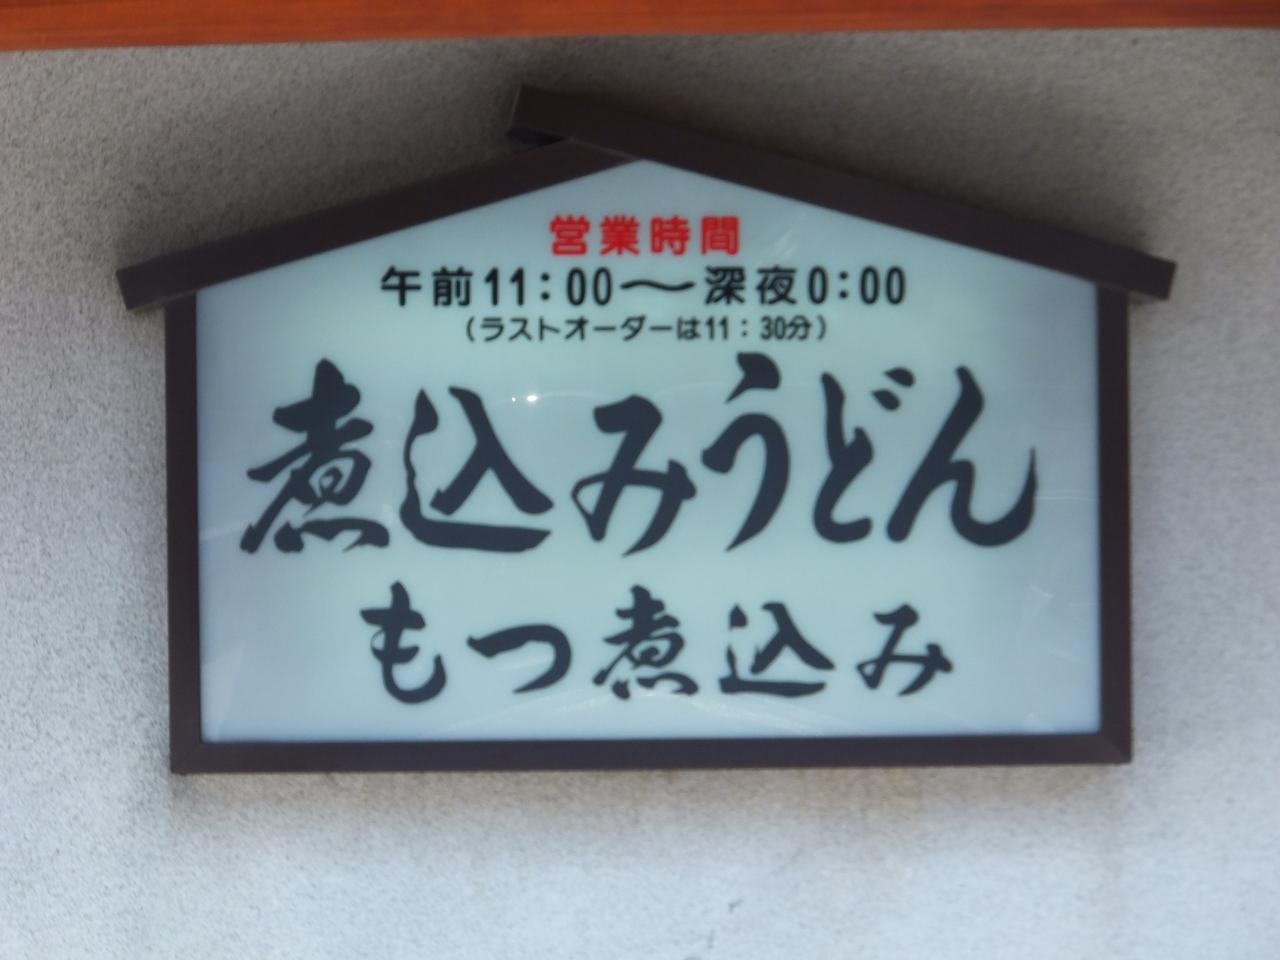 営業時間
午前11:00〜深夜0:00
（ラストオーダーは11:30分）
煮込みうどん
もつ煮込み